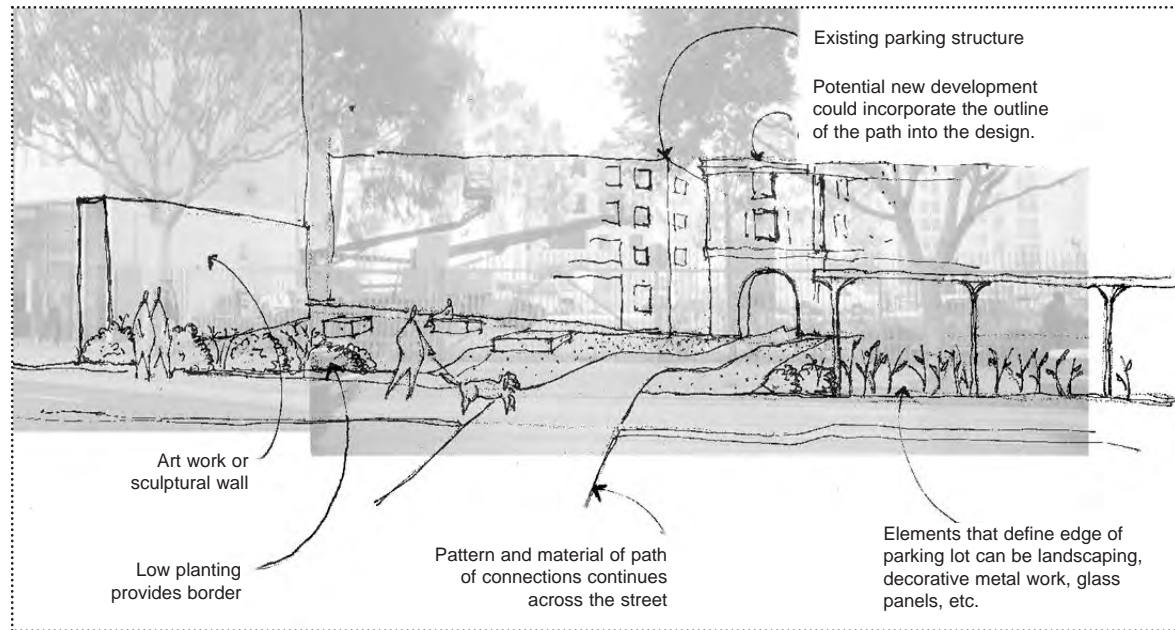 Existing parking structure
Potential new development
could incorporate the outline
of the path into the design.
Art work or
sculptural wall
Low planting
provides border
Pattern and material of path
of connections continues
across the street
Elements that define edge of
parking lot can be landscaping,
decorative metal work, glass
panels, etc.